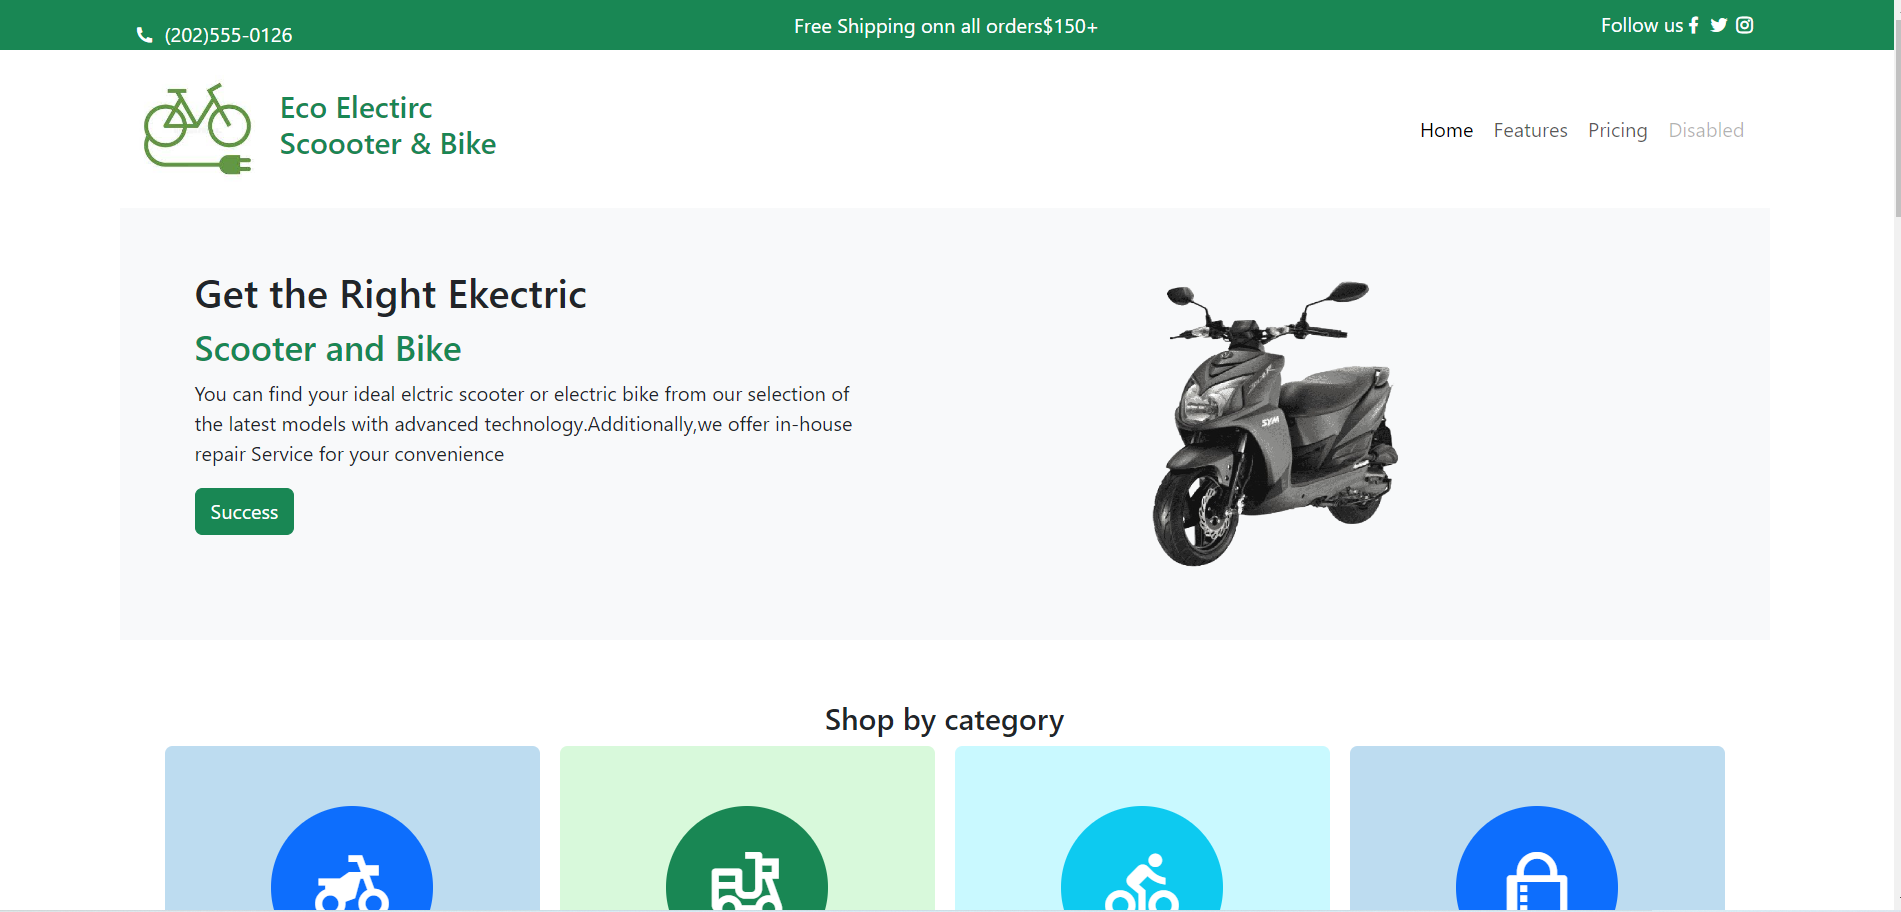 (202)555-0126
Free Shipping onn all orders$150+
Follow us
Eco Electirc
Scoooter & Bike
Home Features Pricing Disabled
Get the Right Ekectric
Scooter and Bike
You can find your ideal elctric scooter or electric bike from our selection of
the latest models with advanced technology.Additionally,we offer in-house
repair Service for your convenience
Success
SYM
Shop by category